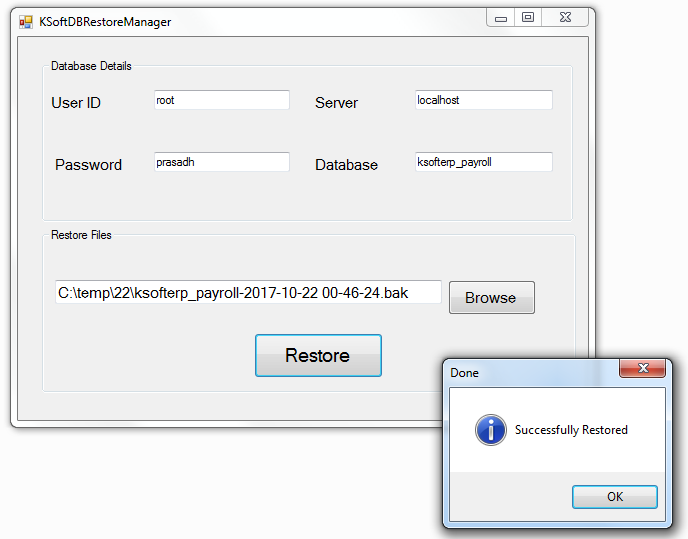 KSoftDBRestoreManager
Database Details
User ID root Server localhost
Password prasadh Database ksofterp_payroll
Restore Files
C:\temp\22\ksofterp_payroll-2017-10-22 00-46-24.bak Browse
Restore
Done
Successfully Restored
OK